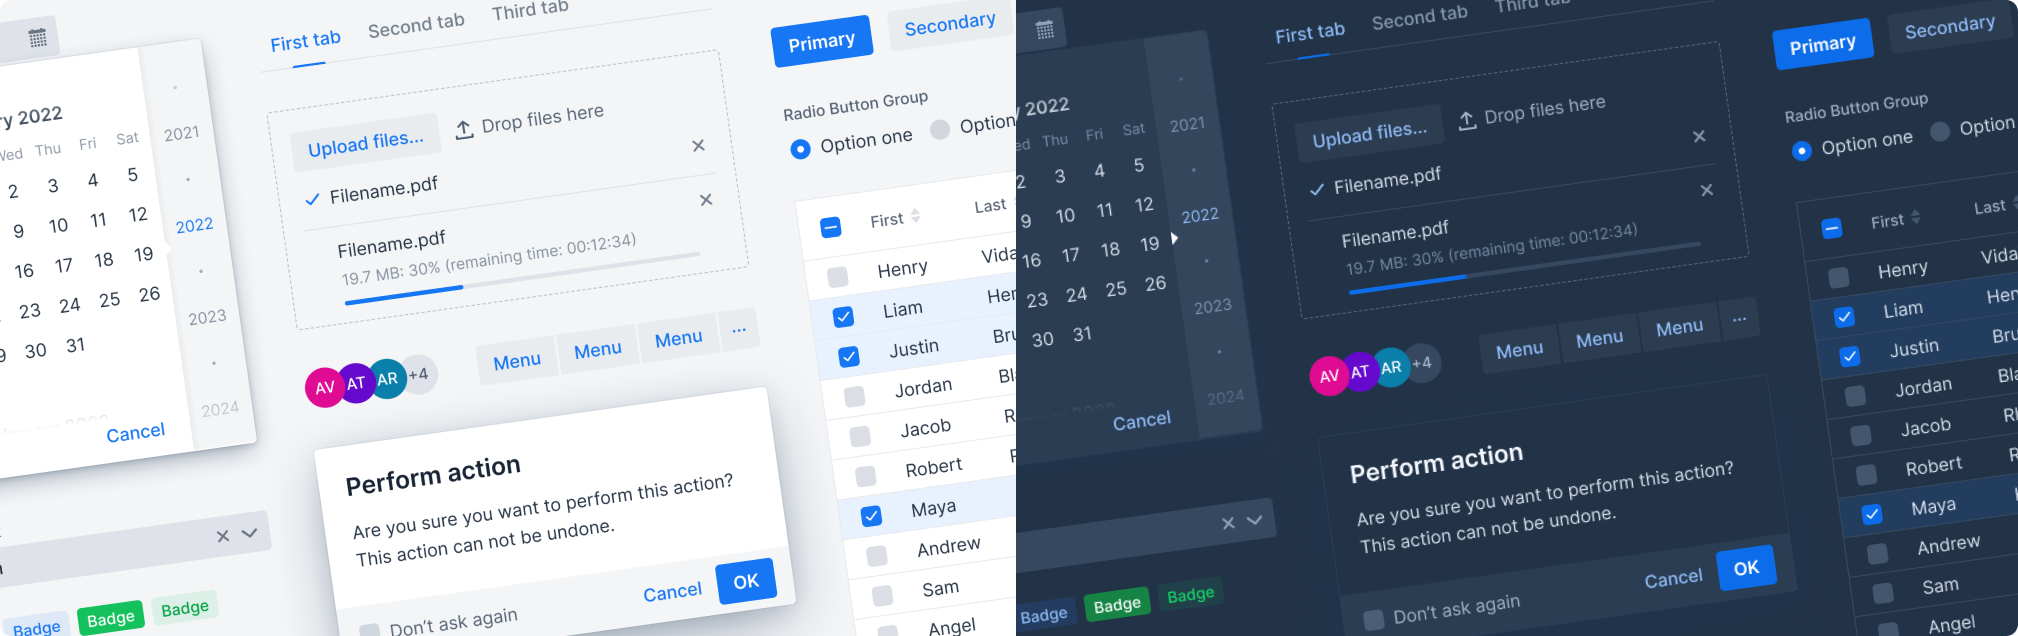 First tab
Second tab
Third tab
2022
Wed Thu Fri Sat
2 3 4 5
9 10 11 12
16 17 18 19
23 24 25 26
30 31
2021
2022
2023
2024
Cancel
Upload files...
Drop files here
Filename.pdf
Filename.pdf
19.7 MB: 30% (remaining time: 00:12:34)
AV AT AR +4
Menu Menu Menu ...
Perform action
Are you sure you want to perform this action?
This action can not be undone.
Don't ask again
Cancel
OK
Badge Badge Badge
Primary
Secondary
Radio Button Group
Option one
Option
First Last
Henry Vida
Liam Hen
Justin Bru
Jordan Bla
Jacob R
Robert
Maya
Andrew
Sam
Angel
First tab
Second tab
Third tab
2022
ed Thu Fri Sat
2 3 4 5
9 10 11 12
16 17 18 19
23 24 25 26
30 31
2021
2022
2023
2024
Cancel
Upload files...
Drop files here
Filename.pdf
Filename.pdf
19.7 MB: 30% (remaining time: 00:12:34)
AV AT AR +4
Menu Menu Menu ...
Perform action
Are you sure you want to perform this action?
This action can not be undone.
Don't ask again
Cancel
OK
Badge Badge Badge
Primary
Secondary
Radio Button Group
Option one
Option
First Last
Henry Vida
Liam Hen
Justin Bru
Jordan Bla
Jacob Rh
Robert R
Maya
Andrew
Sam
Angel